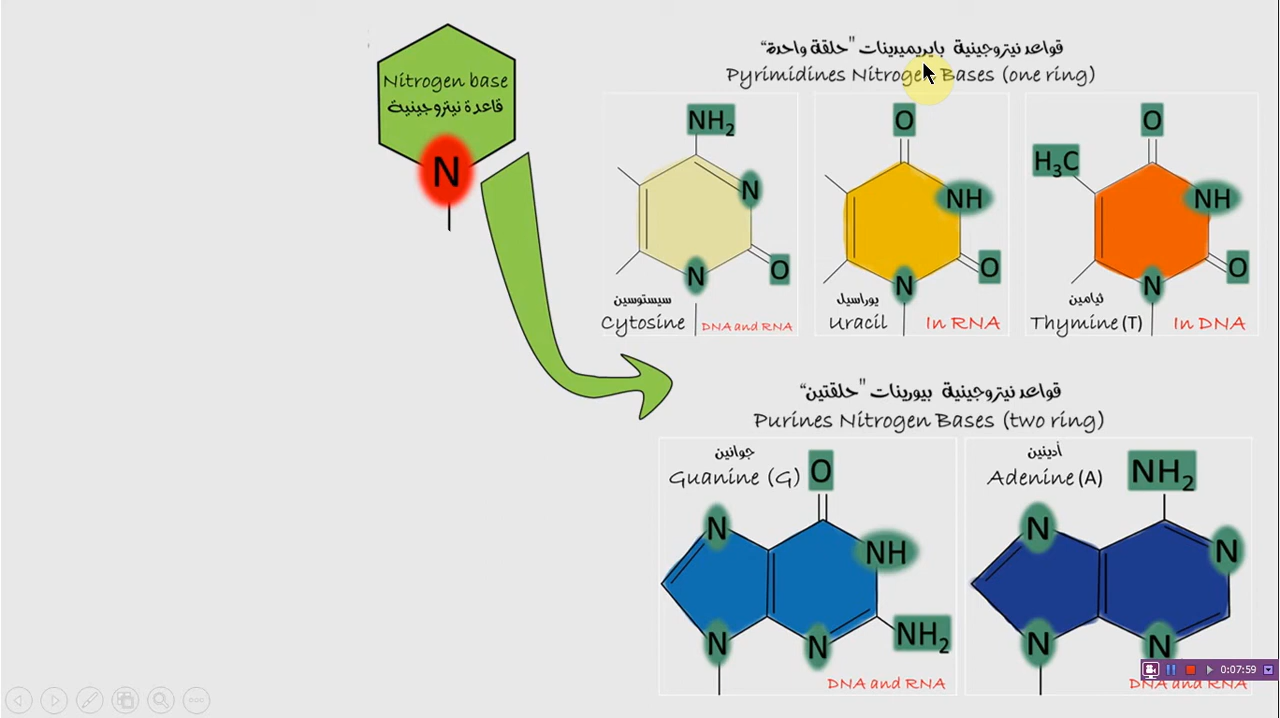 Nitrogen base
قاعدة نيتروجينية
N
قواعد نيتروجينية بايريميدينات "حلقة واحدة"
Pyrimidines Nitrogen Bases (one ring)
NH2
N
O
N
سيستوسين
Cytosine
DNA and RNA
O
NH
O
N
يوراسيل
Uracil
In RNA
O
H3C
NH
O
N
ثيامين
Thymine (T)
In DNA
قواعد نيتروجينية بيورينات "حلقتين"
Purines Nitrogen Bases (two ring)
جوانين
Guanine (G)
O
N
NH
N
N
NH2
DNA and RNA
أدينين
Adenine (A)
NH2
N
N
N
N
DNA and RNA
0:07:59